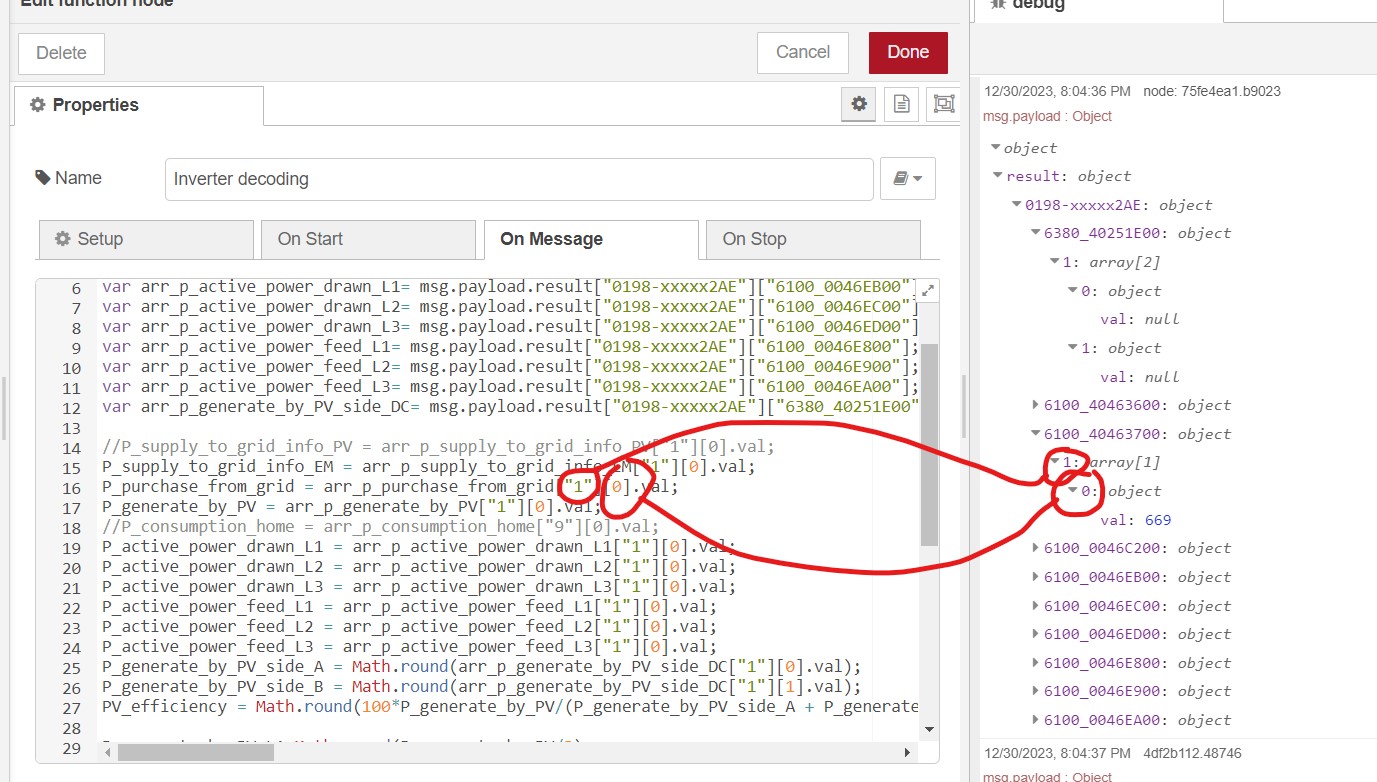 Edit function node
Delete
Cancel
Done
Properties
Name
Inverter decoding
Setup
On Start
On Message
On Stop
6 var arr_p_active_power_drawn_L1= msg.payload.result["0198-xxxxx2AE"]["6100_0046EB00"]
7 var arr_p_active_power_drawn_L2= msg.payload.result["0198-xxxxx2AE"]["6100_0046EC00"]
8 var arr_p_active_power_drawn_L3= msg.payload.result["0198-xxxxx2AE"]["6100_0046ED00"]
9 var arr_p_active_power_feed_L1= msg.payload.result["0198-xxxxx2AE"]["6100_0046E800"];
10 var arr_p_active_power_feed_L2= msg.payload.result["0198-xxxxx2AE"]["6100_0046E900"];
11 var arr_p_active_power_feed_L3= msg.payload.result["0198-xxxxx2AE"]["6100_0046EA00"];
12 var arr_p_generate_by_PV_side_DC= msg.payload.result["0198-xxxxx2AE"]["6380_40251E00"
13
14 //P_supply_to_grid_info_PV = arr_p_supply_to_grid_info_PV["1"][0].val;
15 P_supply_to_grid_info_EM = arr_p_supply_to_grid_info_EM["1"][0].val;
16 P_purchase_from_grid = arr_p_purchase_from_grid["1"][0].val;
17 P_generate_by_PV = arr_p_generate_by_PV["1"][0].val;
18 //P_consumption_home = arr_p_consumption_home["9"][0].val;
19 P_active_power_drawn_L1 = arr_p_active_power_drawn_L1["1"][0].val;
20 P_active_power_drawn_L2 = arr_p_active_power_drawn_L2["1"][0].val;
21 P_active_power_drawn_L3 = arr_p_active_power_drawn_L3["1"][0].val;
22 P_active_power_feed_L1 = arr_p_active_power_feed_L1["1"][0].val;
23 P_active_power_feed_L2 = arr_p_active_power_feed_L2["1"][0].val;
24 P_active_power_feed_L3 = arr_p_active_power_feed_L3["1"][0].val;
25 P_generate_by_PV_side_A = Math.round(arr_p_generate_by_PV_side_DC["1"][0].val);
26 P_generate_by_PV_side_B = Math.round(arr_p_generate_by_PV_side_DC["1"][1].val);
27 PV_efficiency = Math.round(100*P_generate_by_PV/(P_generate_by_PV_side_A + P_generate
28
29
debug
12/30/2023, 8:04:36 PM node: 75fe4ea1.b9023
msg.payload : Object
object
result: object
0198-xxxxx2AE: object
6380_40251E00: object
1: array[2]
0: object
val: null
1: object
val: null
6100_40463600: object
6100_40463700: object
1: array[1]
0: object
val: 669
6100_0046C200: object
6100_0046EB00: object
6100_0046EC00: object
6100_0046ED00: object
6100_0046E800: object
6100_0046E900: object
6100_0046EA00: object
12/30/2023, 8:04:37 PM 4df2b112.48746
msg.payload : Object